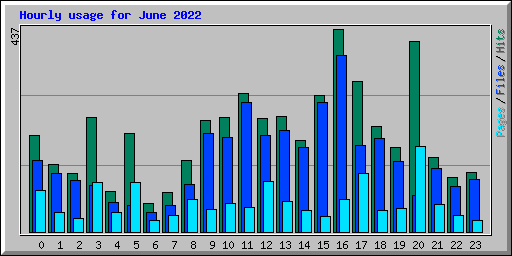 Hourly usage for June 2022
437
Pages / Files / Hits
0 1 2 3 4 5 6 7 8 9 10 11 12 13 14 15 16 17 18 19 20 21 22 23